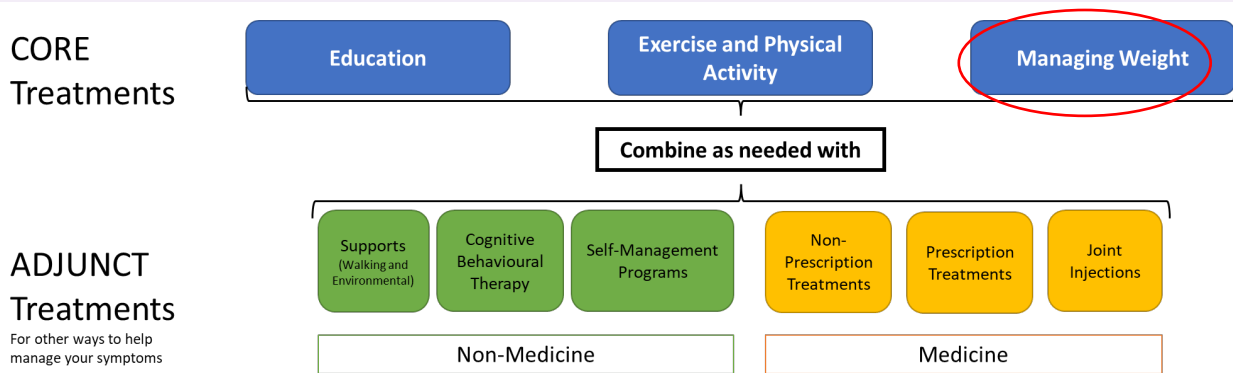 CORE
Treatments
Education
Exercise and Physical
Activity
Managing Weight
Combine as needed with
ADJUNCT
Treatments
For other ways to help
manage your symptoms
Supports
(Walking and
Environmental)
Cognitive
Behavioural
Therapy
Self-Management
Programs
Non-
Prescription
Treatments
Prescription
Treatments
Joint
Injections
Non-Medicine
Medicine